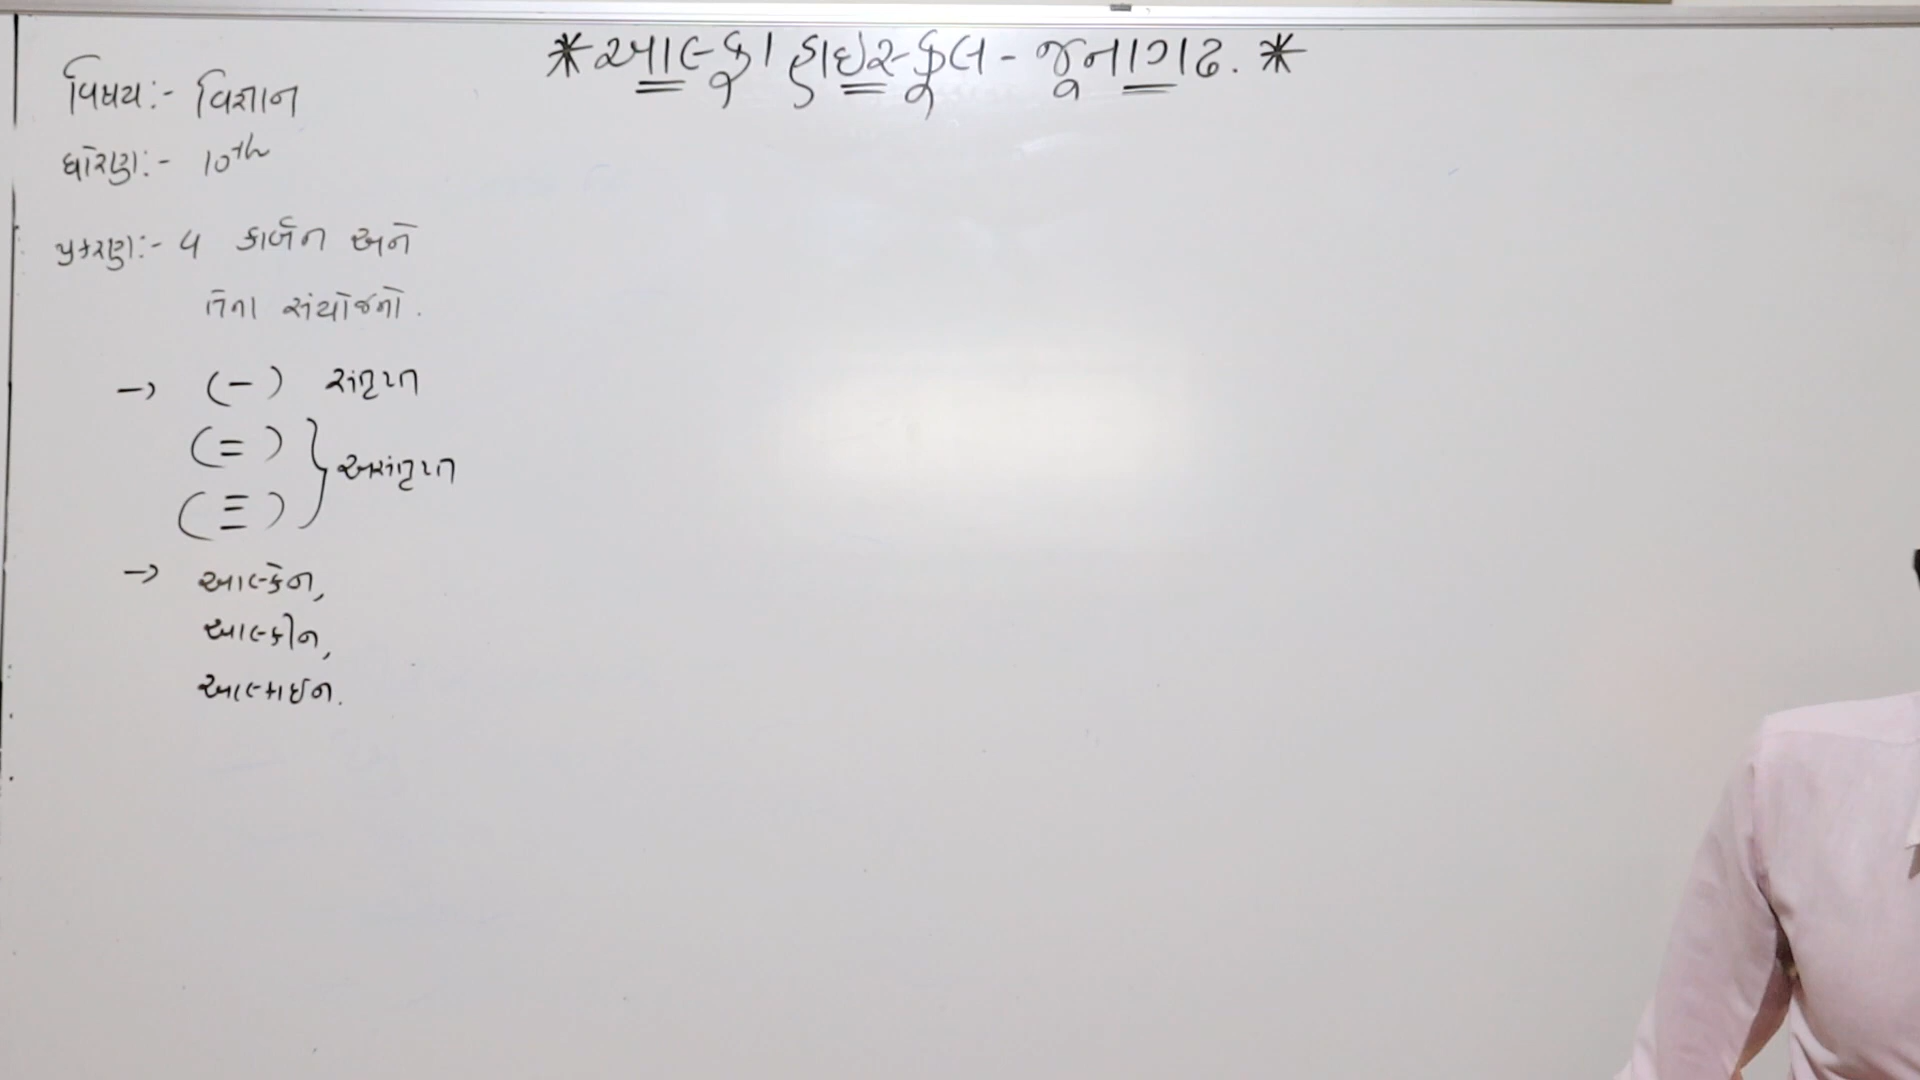 *આલ્ફા હાઇસ્કૂલ - જૂનાગઢ. *
વિષય:- વિજ્ઞાન
ધોરણ:- 10th
પ્રકરણ:- 4 કાર્બન અને
તેના સંયોજનો.
→ (-) સંતૃપ્ત
(=)
} અસંતૃપ્ત
(≡)
→ આલ્કેન,
આલ્કીન,
આલ્કાઇન.